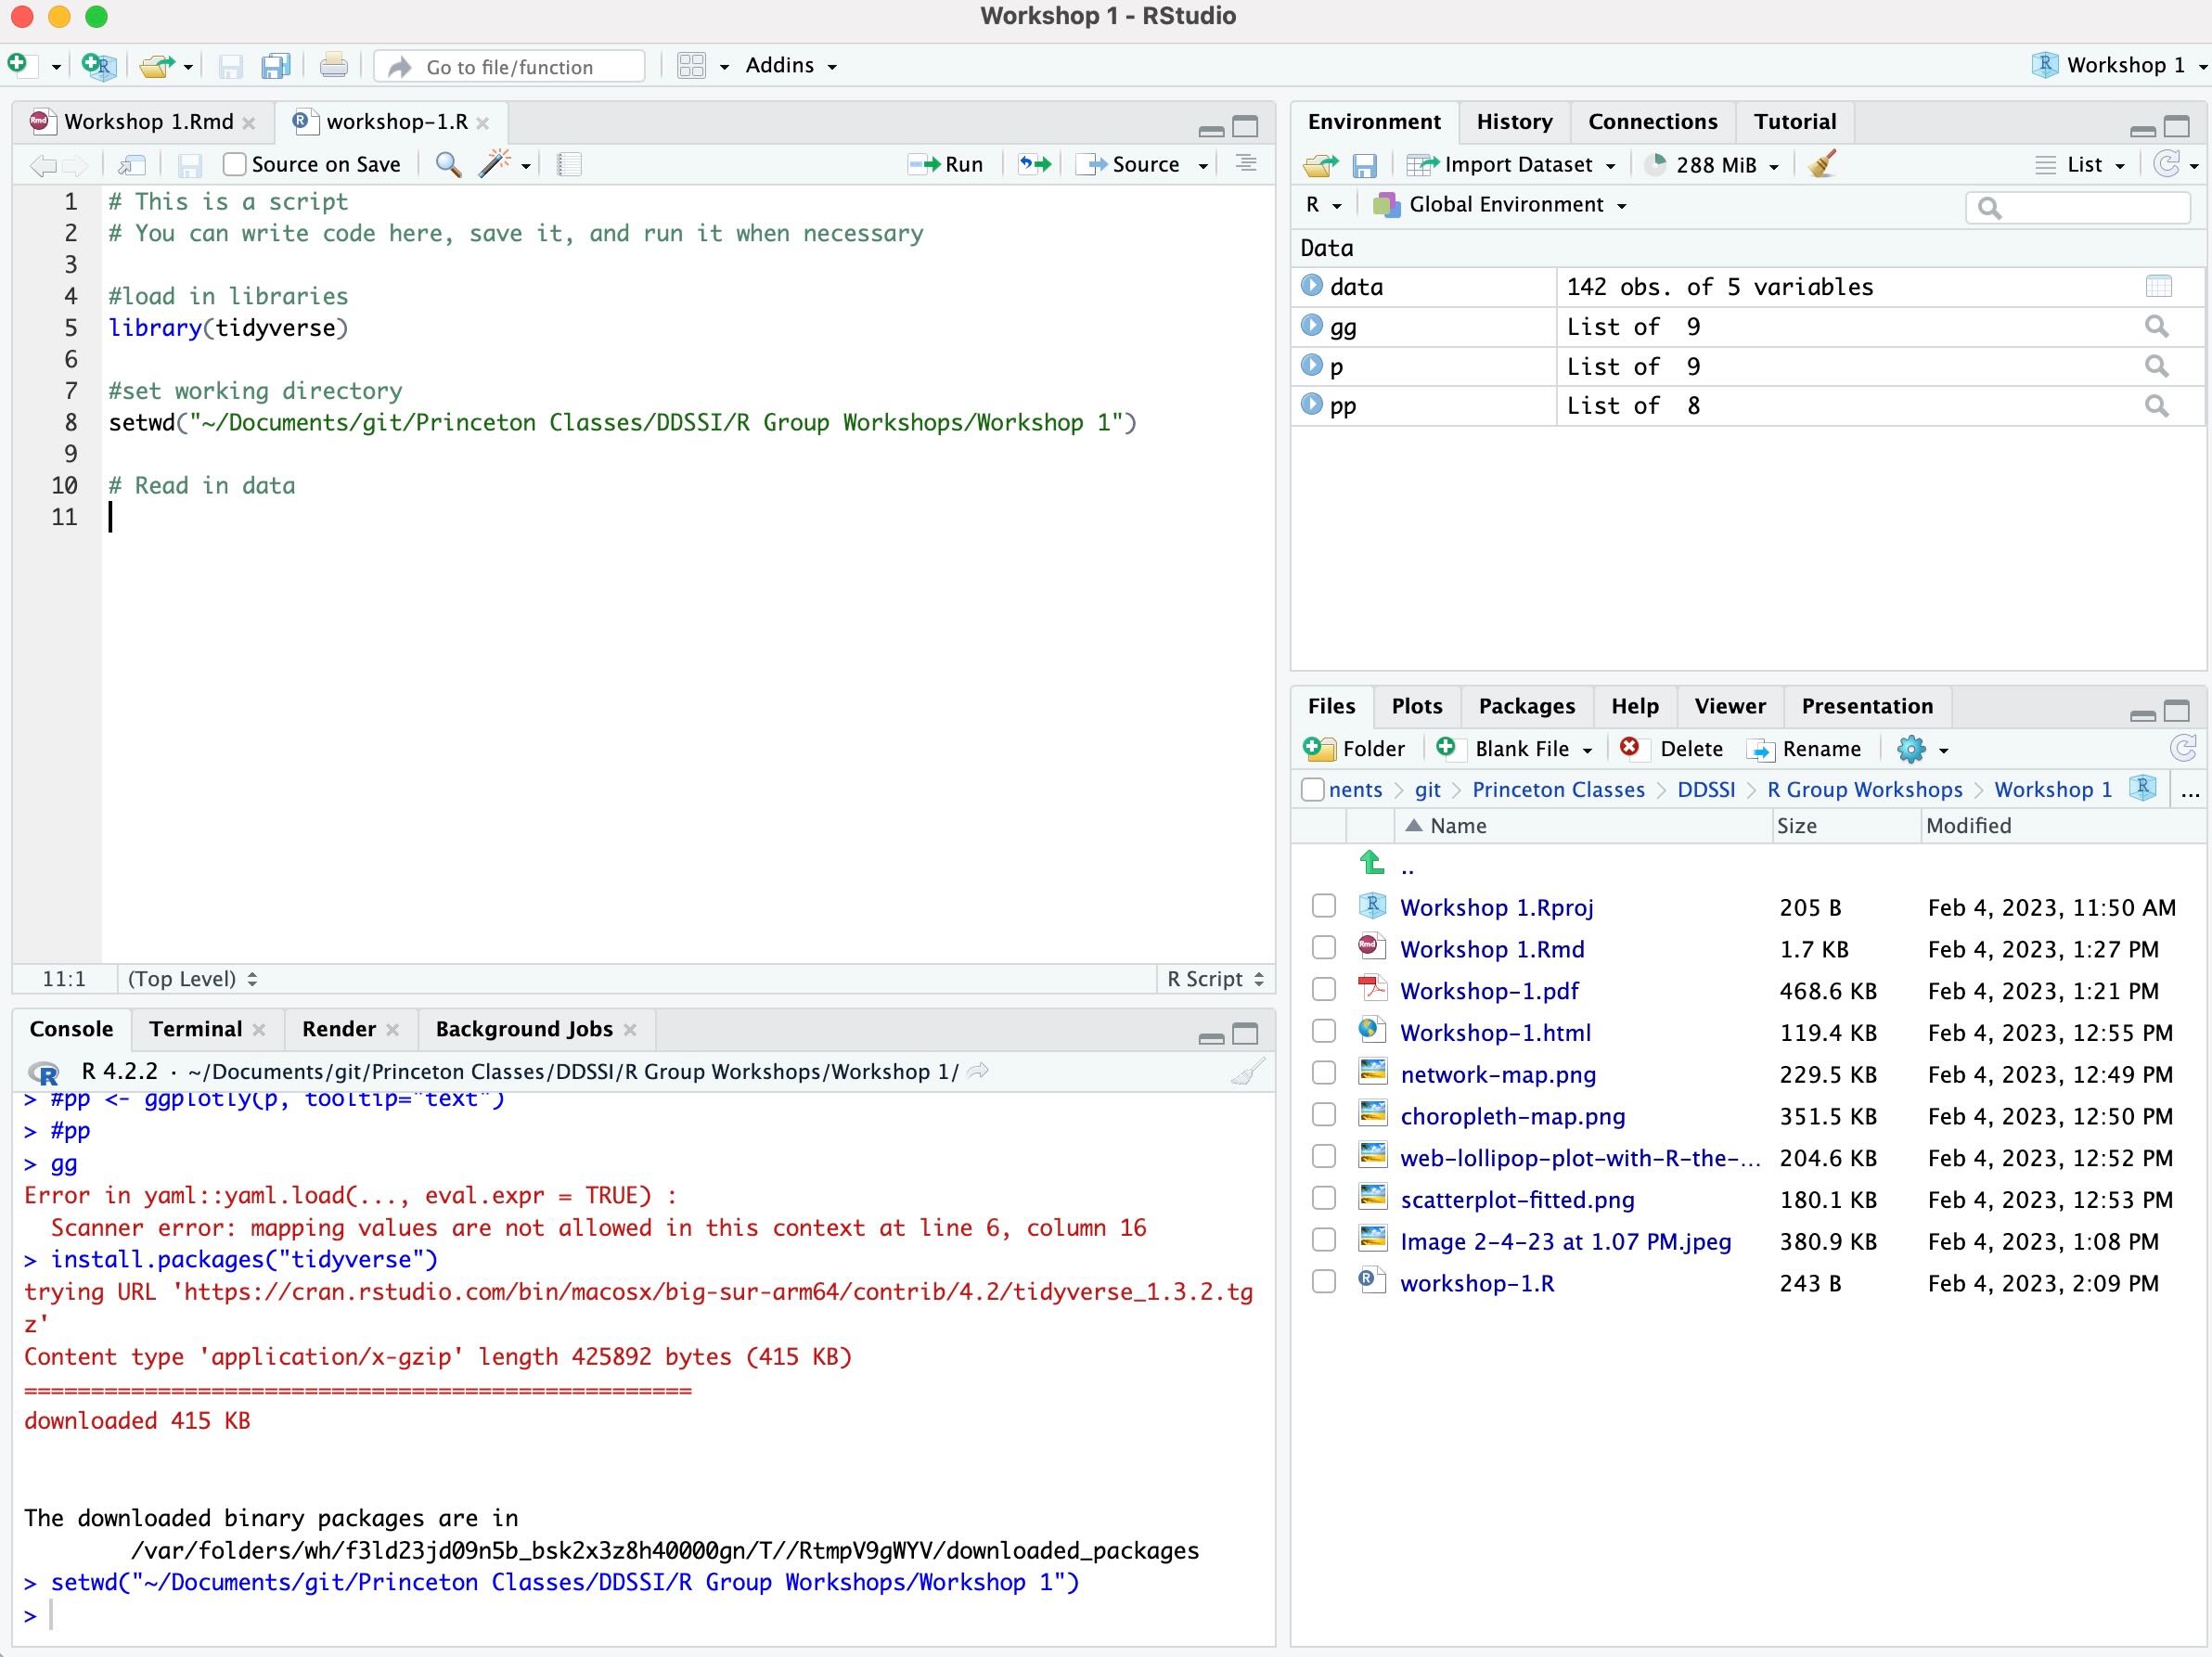 Workshop 1 - RStudio
Go to file/function
Addins
Workshop 1
Workshop 1.Rmd
workshop-1.R
Source on Save
Run
Source
1 # This is a script
2 # You can write code here, save it, and run it when necessary
3
4 #load in libraries
5 library(tidyverse)
6
7 #set working directory
8 setwd("~/Documents/git/Princeton Classes/DDSSI/R Group Workshops/Workshop 1")
9
10 # Read in data
11
11:1 (Top Level) R Script
Console Terminal Render Background Jobs
R 4.2.2 · ~/Documents/git/Princeton Classes/DDSSI/R Group Workshops/Workshop 1/
> #pp <- ggplotly(p, tooltip="text")
> #pp
> gg
Error in yaml::yaml.load(..., eval.expr = TRUE) :
Scanner error: mapping values are not allowed in this context at line 6, column 16
> install.packages("tidyverse")
trying URL 'https://cran.rstudio.com/bin/macosx/big-sur-arm64/contrib/4.2/tidyverse_1.3.2.tg
z'
Content type 'application/x-gzip' length 425892 bytes (415 KB)
==================================================
downloaded 415 KB
The downloaded binary packages are in
/var/folders/wh/f3ld23jd09n5b_bsk2x3z8h40000gn/T//RtmpV9gWYV/downloaded_packages
> setwd("~/Documents/git/Princeton Classes/DDSSI/R Group Workshops/Workshop 1")
>
Environment History Connections Tutorial
Import Dataset 288 MiB List
R Global Environment
Data
data 142 obs. of 5 variables
gg List of 9
p List of 9
pp List of 8
Files Plots Packages Help Viewer Presentation
Folder Blank File Delete Rename
nents > git > Princeton Classes > DDSSI > R Group Workshops > Workshop 1 ...
Name Size Modified
..
Workshop 1.Rproj 205 B Feb 4, 2023, 11:50 AM
Workshop 1.Rmd 1.7 KB Feb 4, 2023, 1:27 PM
Workshop-1.pdf 468.6 KB Feb 4, 2023, 1:21 PM
Workshop-1.html 119.4 KB Feb 4, 2023, 12:55 PM
network-map.png 229.5 KB Feb 4, 2023, 12:49 PM
choropleth-map.png 351.5 KB Feb 4, 2023, 12:50 PM
web-lollipop-plot-with-R-the-... 204.6 KB Feb 4, 2023, 12:52 PM
scatterplot-fitted.png 180.1 KB Feb 4, 2023, 12:53 PM
Image 2-4-23 at 1.07 PM.jpeg 380.9 KB Feb 4, 2023, 1:08 PM
workshop-1.R 243 B Feb 4, 2023, 2:09 PM